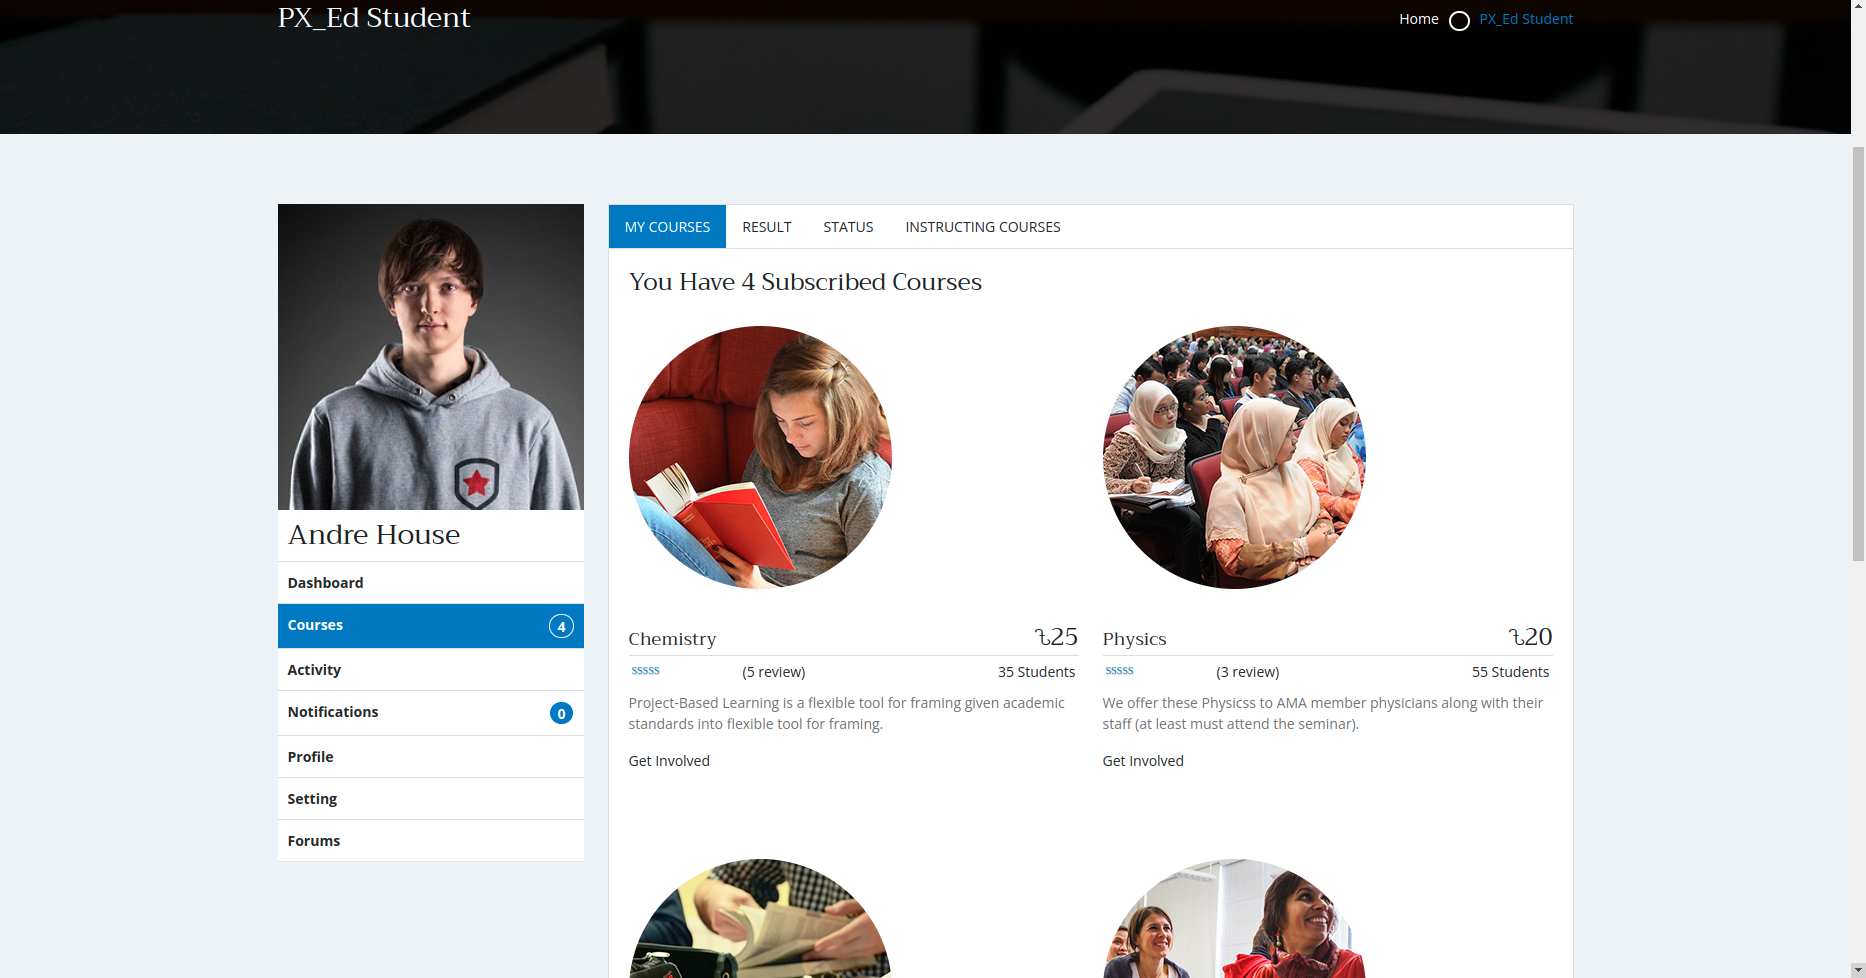 PX_Ed Student
Home PX_Ed Student
MY COURSES RESULT STATUS INSTRUCTING COURSES
You Have 4 Subscribed Courses
Andre House
Dashboard
Courses 4
Activity
Notifications 0
Profile
Setting
Forums
Chemistry ʅ25
sssss (5 review) 35 Students
Project-Based Learning is a flexible tool for framing given academic
standards into flexible tool for framing.
Get Involved
Physics ʅ20
sssss (3 review) 55 Students
We offer these Physicss to AMA member physicians along with their
staff (at least must attend the seminar).
Get Involved